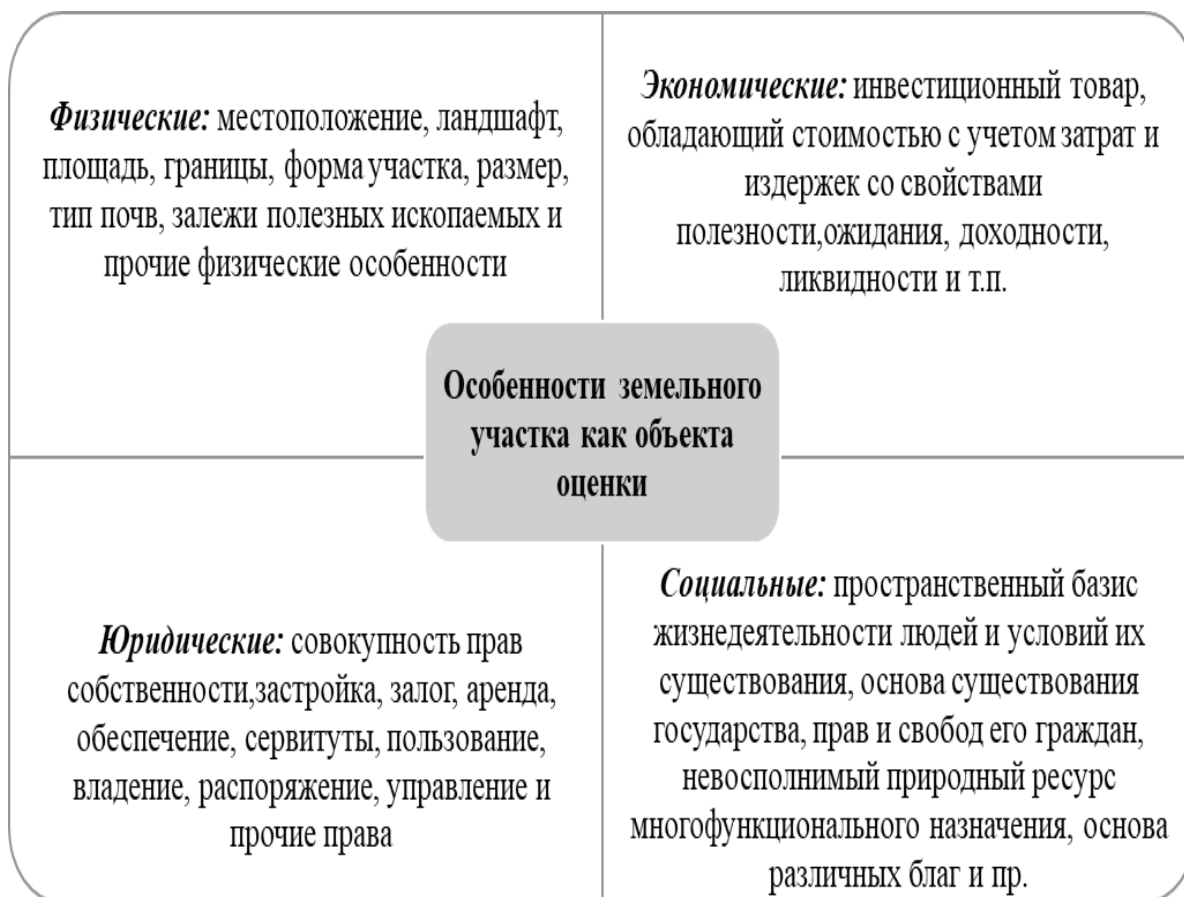 Физические: местоположение, ландшафт,
площадь, границы, форма участка, размер,
тип почв, залежи полезных ископаемых и
прочие физические особенности
Экономические: инвестиционный товар,
обладающий стоимостью с учетом затрат и
издержек со свойствами
полезности,ожидания, доходности,
ликвидности и т.п.
Особенности земельного
участка как объекта
оценки
Юридические: совокупность прав
собственности,застройка, залог, аренда,
обеспечение, сервитуты, пользование,
владение, распоряжение, управление и
прочие права
Социальные: пространственный базис
жизнедеятельности людей и условий их
существования, основа существования
государства, прав и свобод его граждан,
невосполнимый природный ресурс
многофункционального назначения, основа
различных благ и пр.